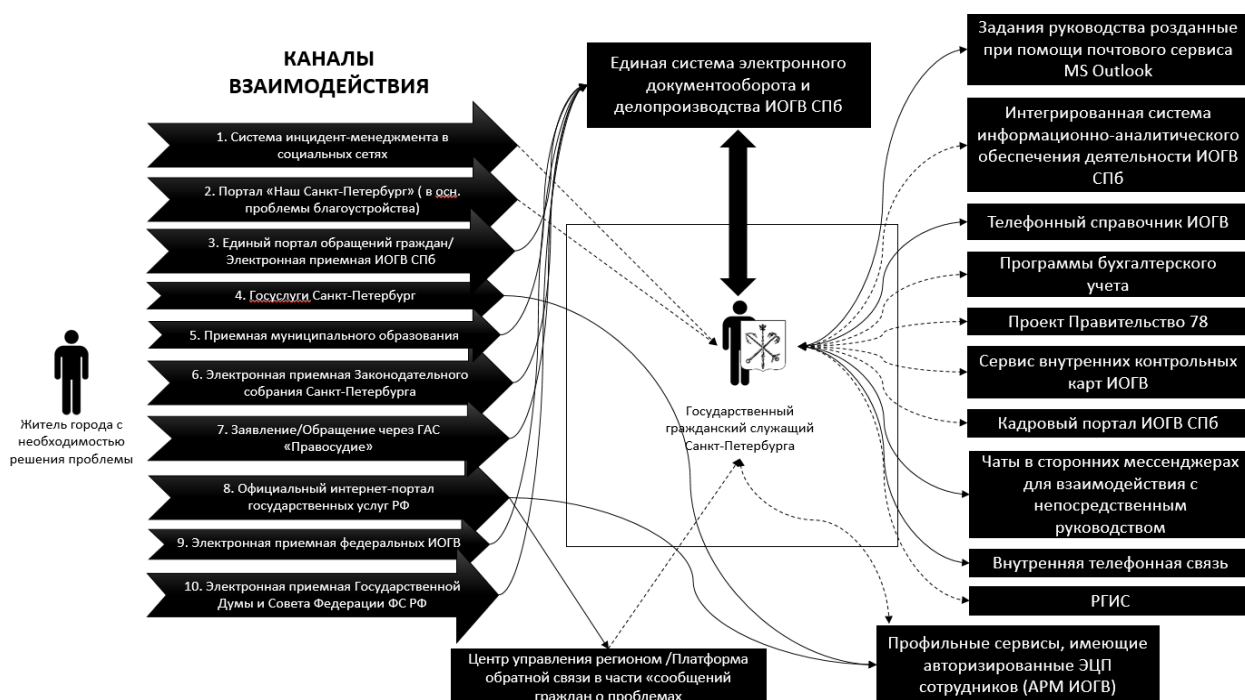 КАНАЛЫ
ВЗАИМОДЕЙСТВИЯ
1. Система инцидент-менеджмента в
социальных сетях
2. Портал «Наш Санкт-Петербург» ( в осн.
проблемы благоустройства)
3. Единый портал обращений граждан/
Электронная приемная ИОГВ СПб
4. Госуслуги Санкт-Петербург
5. Приемная муниципального образования
6. Электронная приемная Законодательного
собрания Санкт-Петербурга
7. Заявление/Обращение через ГАС
«Правосудие»
8. Официальный интернет-портал
государственных услуг РФ
9. Электронная приемная федеральных ИОГВ
10. Электронная приемная Государственной
Думы и Совета Федерации ФС РФ
Житель города с
необходимостью
решения проблемы
Единая система электронного
документооборота и
делопроизводства ИОГВ СПб
Государственный
гражданский служащий
Санкт-Петербурга
Центр управления регионом /Платформа
обратной связи в части «сообщений
граждан о проблемах
Задания руководства розданные
при помощи почтового сервиса
MS Outlook
Интегрированная система
информационно-аналитического
обеспечения деятельности ИОГВ
СПб
Телефонный справочник ИОГВ
Программы бухгалтерского
учета
Проект Правительство 78
Сервис внутренних контрольных
карт ИОГВ
Кадровый портал ИОГВ СПб
Чаты в сторонних мессенджерах
для взаимодействия с
непосредственным
руководством
Внутренняя телефонная связь
РГИС
Профильные сервисы, имеющие
авторизированные ЭЦП
сотрудников (АРМ ИОГВ)